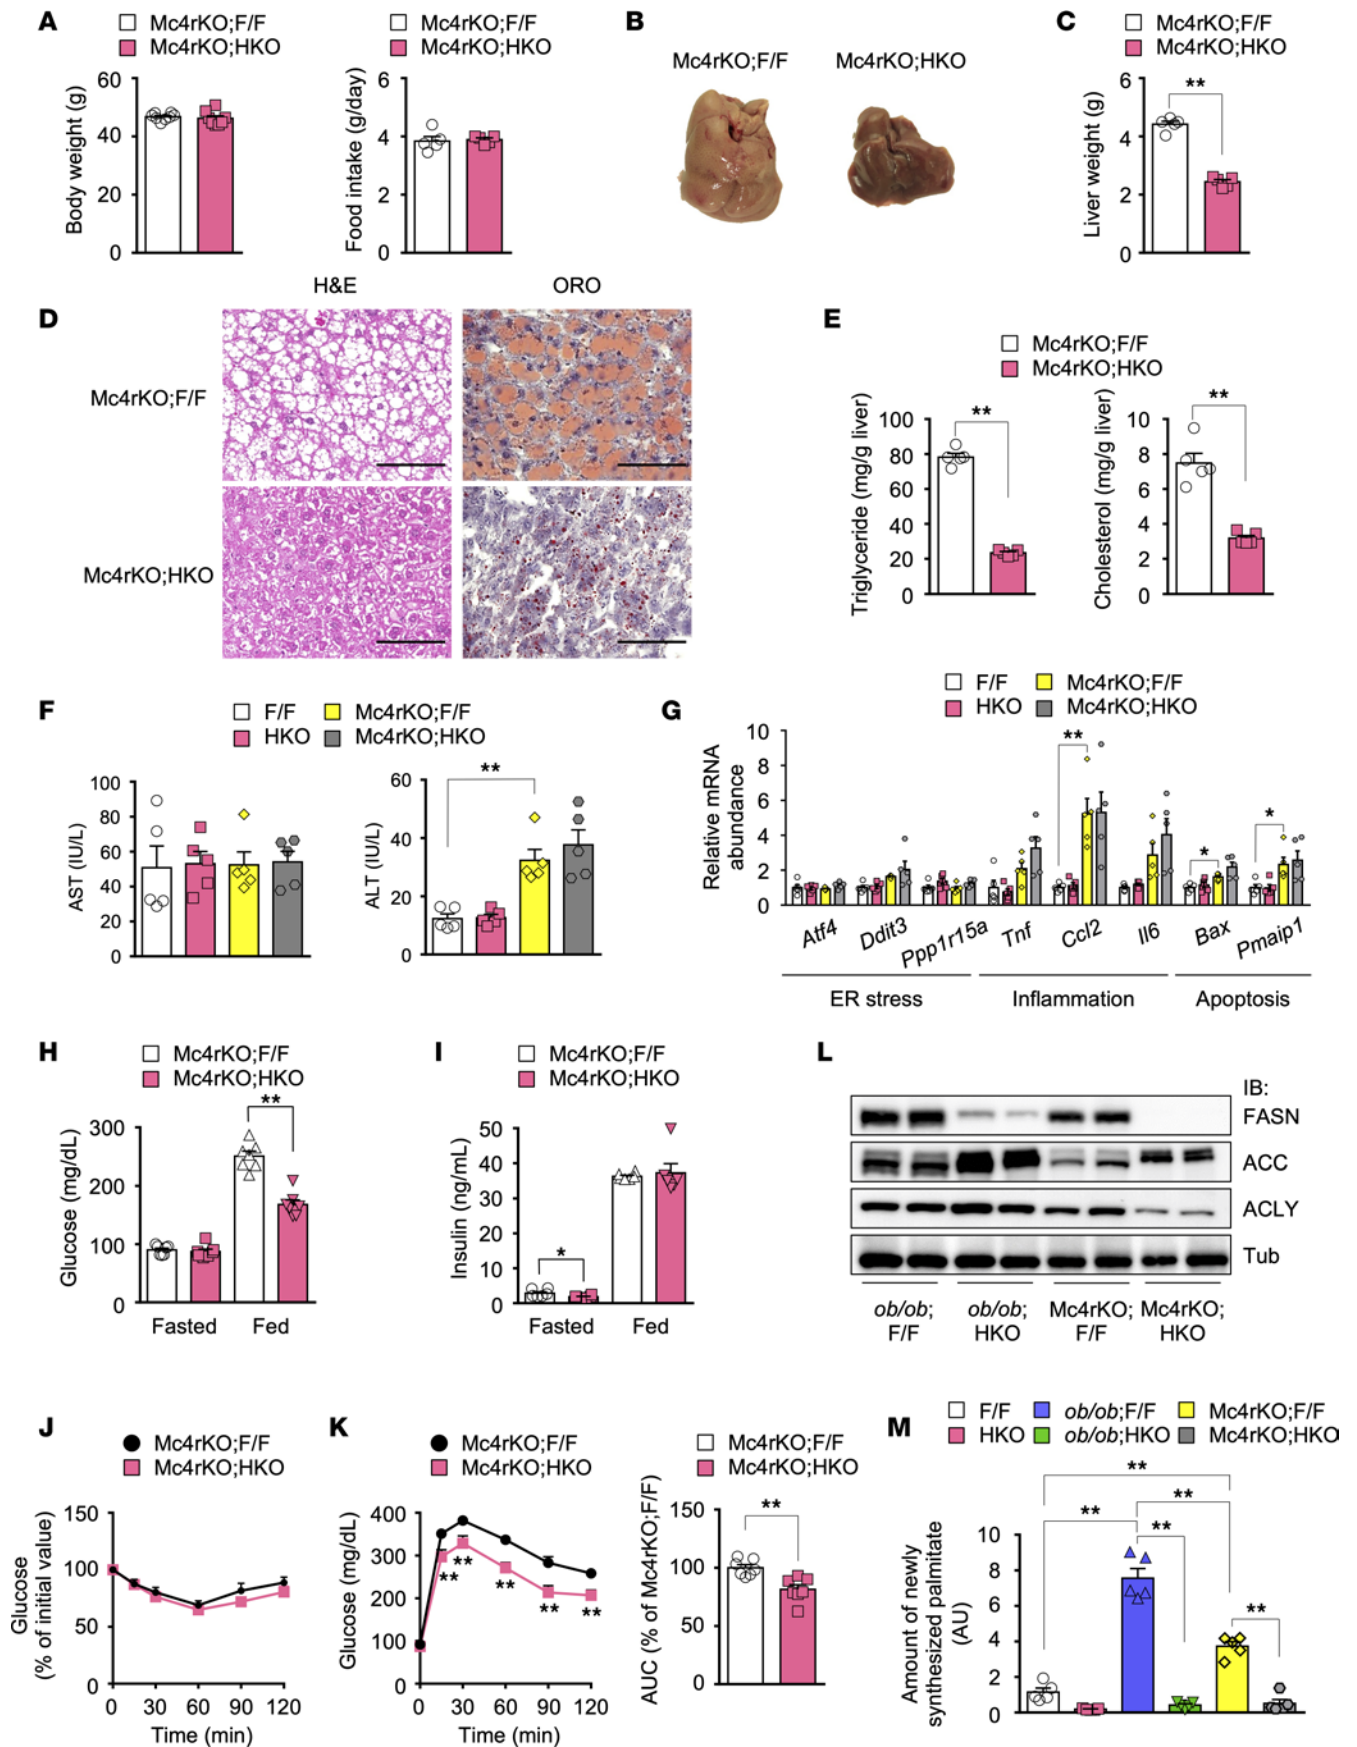 A
Mc4rKO;F/F
Mc4rKO;HKO
Body weight (g)
60
40
20
0
Mc4rKO;F/F
Mc4rKO;HKO
Food intake (g/day)
6
4
2
0
B
Mc4rKO;F/F
Mc4rKO;HKO
C
Mc4rKO;F/F
Mc4rKO;HKO
Liver weight (g)
6
4
2
0
**
D
H&E
ORO
Mc4rKO;F/F
Mc4rKO;HKO
E
Mc4rKO;F/F
Mc4rKO;HKO
Triglyceride (mg/g liver)
100
80
60
40
20
0
**
Cholesterol (mg/g liver)
10
8
6
4
2
0
**
F
F/F
Mc4rKO;F/F
HKO
Mc4rKO;HKO
AST (IU/L)
100
80
60
40
20
0
ALT (IU/L)
60
40
20
0
**
G
F/F
Mc4rKO;F/F
HKO
Mc4rKO;HKO
Relative mRNA
abundance
10
8
6
4
2
0
**
*
*
Atf4
Ddit3
Ppp1r15a
Tnf
Ccl2
Il6
Bax
Pmaip1
ER stress
Inflammation
Apoptosis
H
Mc4rKO;F/F
Mc4rKO;HKO
Glucose (mg/dL)
300
200
100
0
**
Fasted
Fed
I
Mc4rKO;F/F
Mc4rKO;HKO
Insulin (ng/mL)
50
40
30
20
10
0
*
Fasted
Fed
L
IB:
FASN
ACC
ACLY
Tub
ob/ob;
F/F
ob/ob;
HKO
Mc4rKO;
F/F
Mc4rKO;
HKO
J
Mc4rKO;F/F
Mc4rKO;HKO
Glucose
(% of initial value)
150
100
50
0
0
30
60
90
120
Time (min)
K
Mc4rKO;F/F
Mc4rKO;HKO
Glucose (mg/dL)
400
300
200
100
0
**
**
**
**
**
0
30
60
90
120
Time (min)
Mc4rKO;F/F
Mc4rKO;HKO
AUC (% of Mc4rKO;F/F)
150
100
50
0
**
M
F/F
ob/ob;F/F
Mc4rKO;F/F
HKO
ob/ob;HKO
Mc4rKO;HKO
Amount of newly
synthesized palmitate
(AU)
10
8
6
4
2
0
**
**
**
**
**